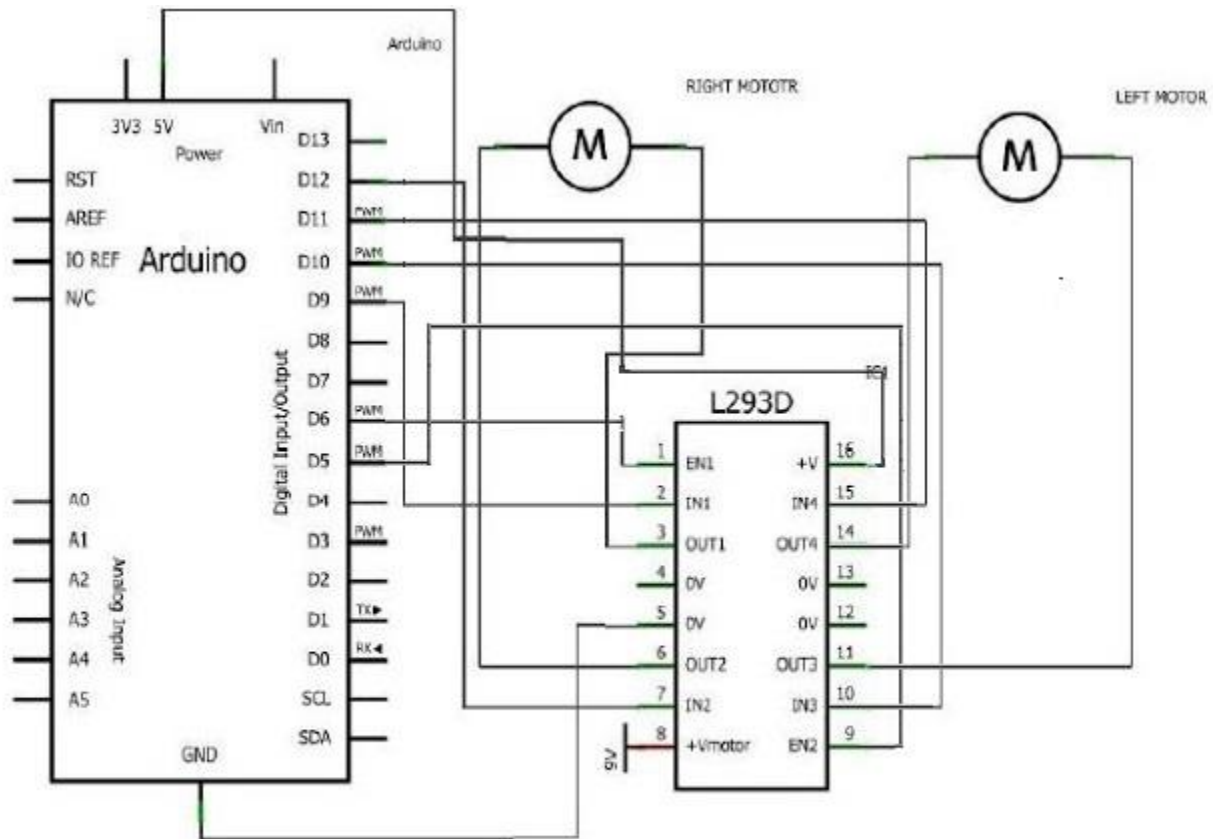 Arduino
RIGHT MOTOTR
LEFT MOTOR
M
M
3V3 5V Vin
Power
RST
AREF
IO REF
N/C
Arduino
A0
A1
A2
A3
A4
A5
Analog Input
Digital Input/Output
D13
D12
D11 PWM
D10 PWM
D9 PWM
D8
D7
D6 PWM
D5 PWM
D4
D3 PWM
D2
D1 TX▶
D0 RX◀
SCL
SDA
GND
IC1
L293D
1 EN1 +V 16
2 IN1 IN4 15
3 OUT1 OUT4 14
4 0V 0V 13
5 0V 0V 12
6 OUT2 OUT3 11
7 IN2 IN3 10
8 +Vmotor EN2 9